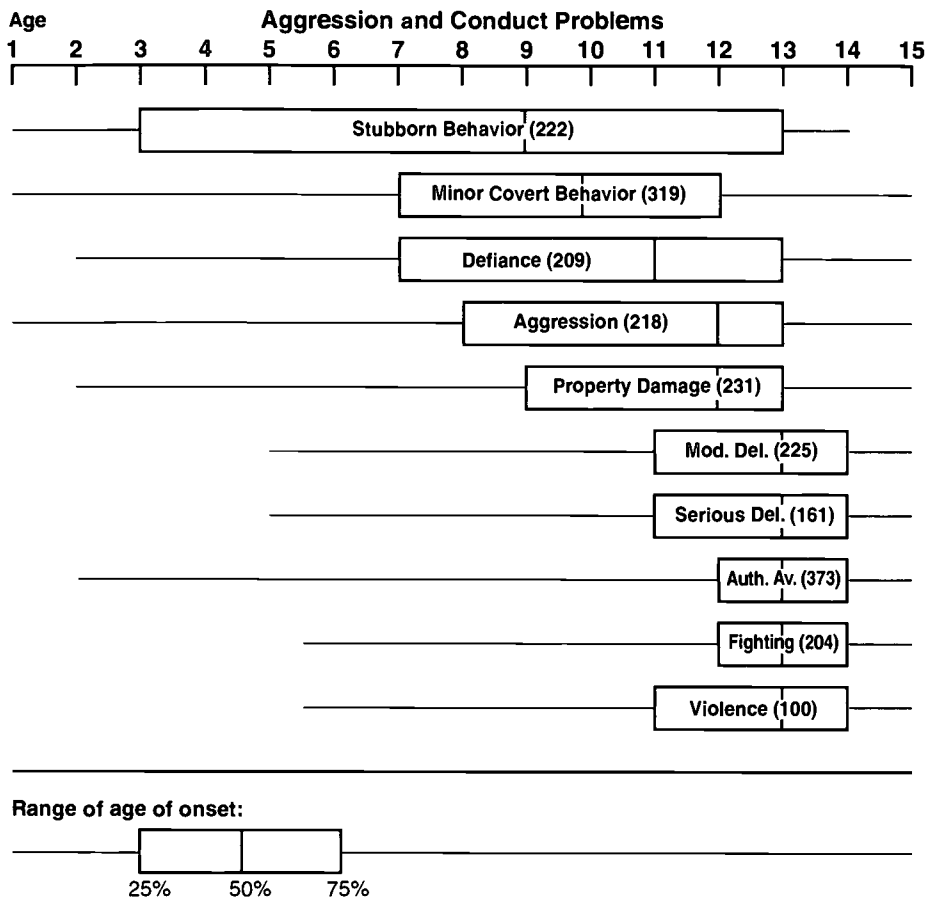 Age Aggression and Conduct Problems
1 2 3 4 5 6 7 8 9 10 11 12 13 14 15
Stubborn Behavior (222)
Minor Covert Behavior (319)
Defiance (209)
Aggression (218)
Property Damage (231)
Mod. Del. (225)
Serious Del. (161)
Auth. Av. (373)
Fighting (204)
Violence (100)
Range of age of onset:
25% 50% 75%